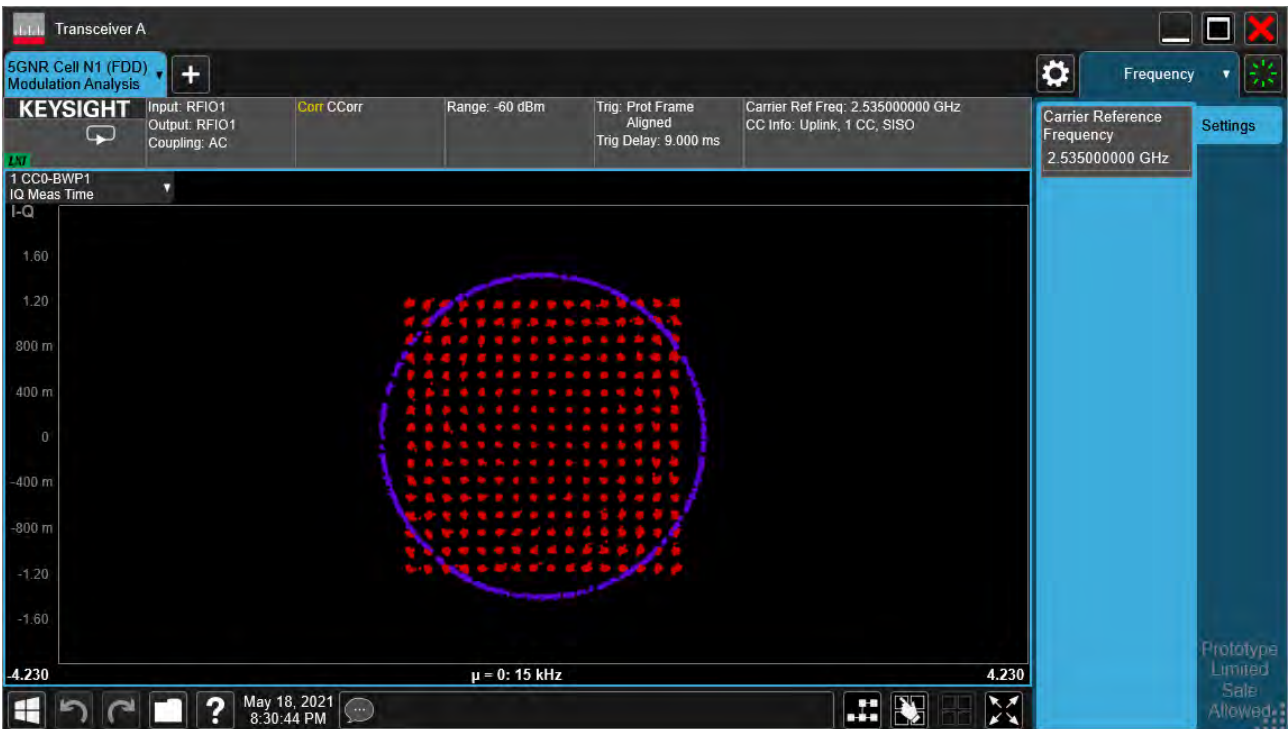 Transceiver A
5GNR Cell N1 (FDD)
Modulation Analysis
Frequency
KEYSIGHT
LXI
Input: RFIO1
Output: RFIO1
Coupling: AC
Corr CCorr
Range: -60 dBm
Trig: Prot Frame
Aligned
Trig Delay: 9.000 ms
Carrier Ref Freq: 2.535000000 GHz
CC Info: Uplink, 1 CC, SISO
Carrier Reference
Frequency
2.535000000 GHz
Settings
1 CC0-BWP1
IQ Meas Time
I-Q
1.60
1.20
800 m
400 m
0
-400 m
-800 m
-1.20
-1.60
-4.230
µ = 0: 15 kHz
4.230
Prototype
Limited
Sale
Allowed
May 18, 2021
8:30:44 PM